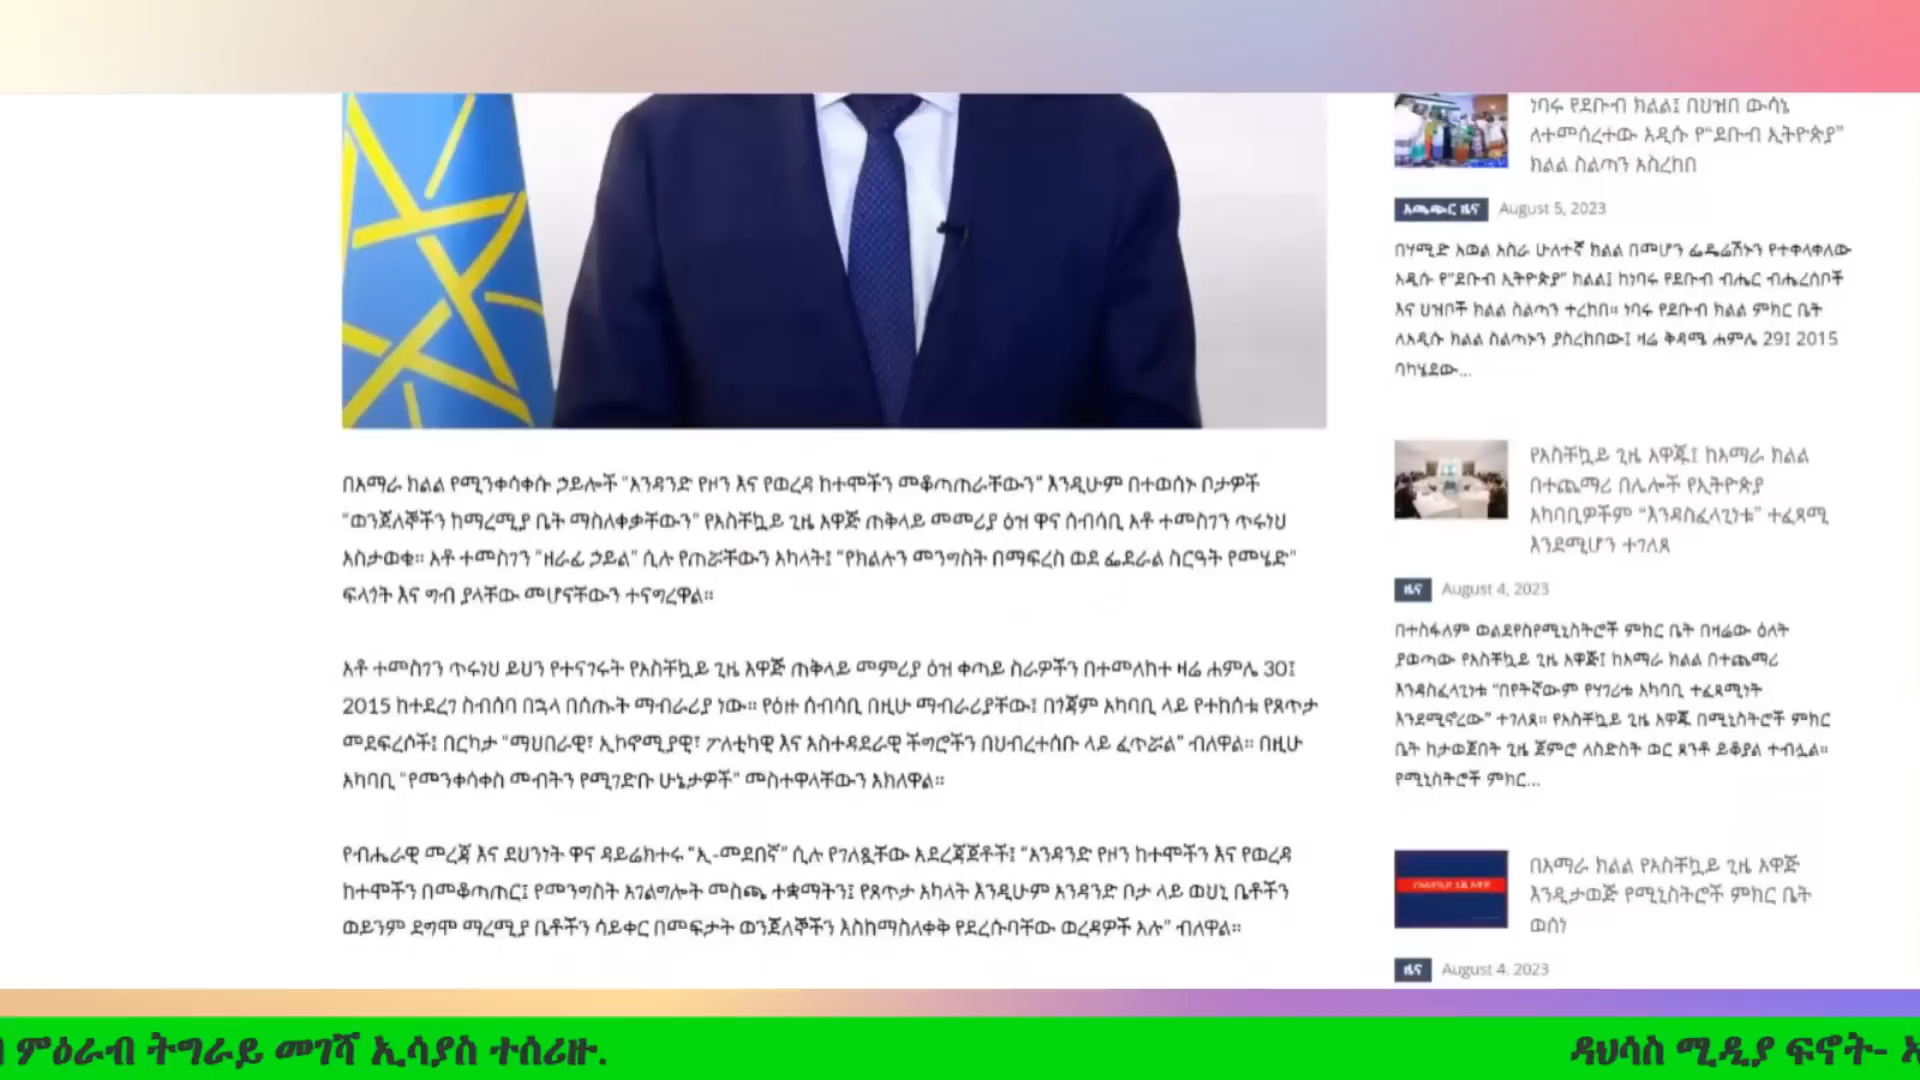 በአማራ ክልል የሚንቀሳቀሱ ኃይሎች “አንዳንድ የዞን እና የወረዳ ከተሞችን መቆጣጠራቸውን” እንዲሁም በተወሰኑ ቦታዎች
“ወንጀለኞችን ከማረሚያ ቤት ማስለቀቃቸውን” የአስቸኳይ ጊዜ አዋጅ ጠቅላይ መመሪያ ዕዝ ዋና ሰብሳቢ አቶ ተመስገን ጥሩነህ
አስታወቁ። አቶ ተመስገን “ዘራፊ ኃይል” ሲሉ የጠሯቸውን አካላት፤ “የክልሉን መንግስት በማፍረስ ወደ ፌደራል ስርዓት የመሄድ”
ፍላጎት እና ግብ ያላቸው መሆናቸውን ተናግረዋል።
አቶ ተመስገን ጥሩነህ ይህን የተናገሩት የአስቸኳይ ጊዜ አዋጅ ጠቅላይ መምሪያ ዕዝ ቀጣይ ስራዎችን በተመለከተ ዛሬ ሐምሌ 30፤
2015 ከተደረገ ስብሰባ በኋላ በሰጡት ማብራሪያ ነው። የዕዙ ሰብሳቢ በዚሁ ማብራሪያቸው፤ በጎጃም አካባቢ ላይ የተከሰቱ የጸጥታ
መደፍረሶች፤ በርካታ “ማህበራዊ፣ ኢኮኖሚያዊ፣ ፖለቲካዊ እና አስተዳደራዊ ችግሮችን በህብረተሰቡ ላይ ፈጥሯል” ብለዋል። በዚሁ
አካባቢ “የመንቀሳቀስ መብትን የሚገድቡ ሁኔታዎች” መስተዋላቸውን አክለዋል።
የብሔራዊ መረጃ እና ደህንነት ዋና ዳይሬክተሩ “ኢ-መደበኛ” ሲሉ የገለጿቸው አደረጃጀቶች፤ “አንዳንድ የዞን ከተሞችን እና የወረዳ
ከተሞችን በመቆጣጠር፤ የመንግስት አገልግሎት መስጫ ተቋማትን፤ የጸጥታ አካላት እንዲሁም አንዳንድ ቦታ ላይ ወህኒ ቤቶችን
ወይንም ደግሞ ማረሚያ ቤቶችን ሳይቀር በመፍታት ወንጀለኞችን እስከማስለቀቅ የደረሱባቸው ወረዳዎች አሉ” ብለዋል።
ነባሩ የደቡብ ክልል፤ በህዝበ ውሳኔ
ለተመሰረተው አዲሱ የ“ደቡብ ኢትዮጵያ”
ክልል ስልጣን አስረከበ
አጫጭር ዜና August 5, 2023
በሃሚድ አወል አስራ ሁለተኛ ክልል በመሆን ፌዴሬሽኑን የተቀላቀለው
አዲሱ የ“ደቡብ ኢትዮጵያ” ክልል፤ ከነባሩ የደቡብ ብሔር ብሔረሰቦች
እና ህዝቦች ክልል ስልጣን ተረከበ። ነባሩ የደቡብ ክልል ምክር ቤት
ለአዲሱ ክልል ስልጣኑን ያስረከበው፤ ዛሬ ቅዳሜ ሐምሌ 29፤ 2015
ባካሄደው...
የአስቸኳይ ጊዜ አዋጁ፤ ከአማራ ክልል
በተጨማሪ በሌሎች የኢትዮጵያ
አካባቢዎችም “እንዳስፈላጊነቱ” ተፈጻሚ
እንደሚሆን ተገለጸ
ዜና August 4, 2023
በተስፋለም ወልደየስየሚኒስትሮች ምክር ቤት በዛሬው ዕለት
ያወጣው የአስቸኳይ ጊዜ አዋጅ፤ ከአማራ ክልል በተጨማሪ
እንዳስፈላጊነቱ “በየትኛውም የሃገሪቱ አካባቢ ተፈጻሚነት
እንደሚኖረው” ተገለጸ። የአስቸኳይ ጊዜ አዋጁ በሚኒስትሮች ምክር
ቤት ከታወጀበት ጊዜ ጀምሮ ለስድስት ወር ጸንቶ ይቆያል ተብሏል።
የሚኒስትሮች ምክር...
በአማራ ክልል የአስቸኳይ ጊዜ አዋጅ
እንዲታወጅ የሚኒስትሮች ምክር ቤት
ወሰነ
ዜና August 4, 2023
ምዕራብ ትግራይ መገሻ ኢሳያስ ተሰሪዙ. ዳህሳስ ሚዲያ ፍኖት-